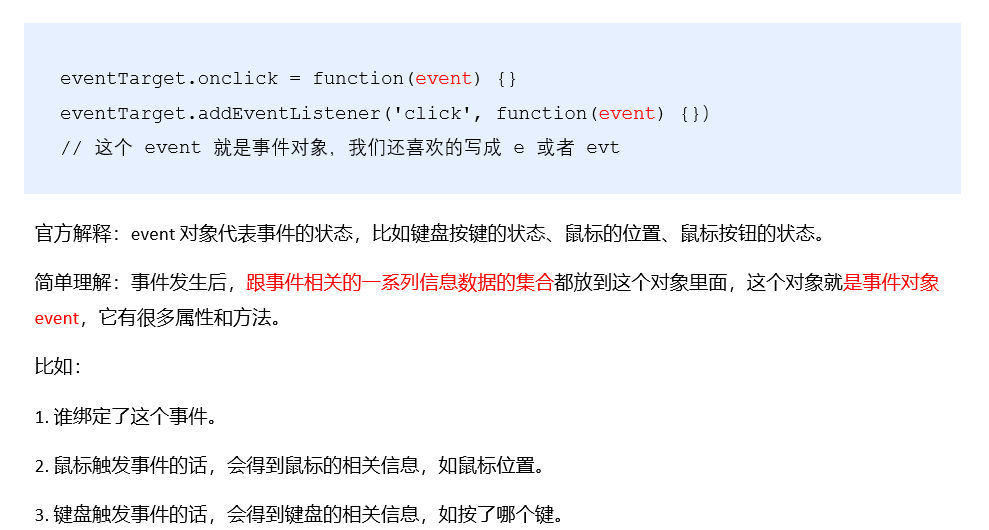 eventTarget.onclick = function(event) {}
eventTarget.addEventListener('click', function(event) {})
// 这个 event 就是事件对象，我们还喜欢的写成 e 或者 evt
官方解释：event 对象代表事件的状态，比如键盘按键的状态、鼠标的位置、鼠标按钮的状态。
简单理解：事件发生后，跟事件相关的一系列信息数据的集合都放到这个对象里面，这个对象就是事件对象
event，它有很多属性和方法。
比如：
1. 谁绑定了这个事件。
2. 鼠标触发事件的话，会得到鼠标的相关信息，如鼠标位置。
3. 键盘触发事件的话，会得到键盘的相关信息，如按了哪个键。